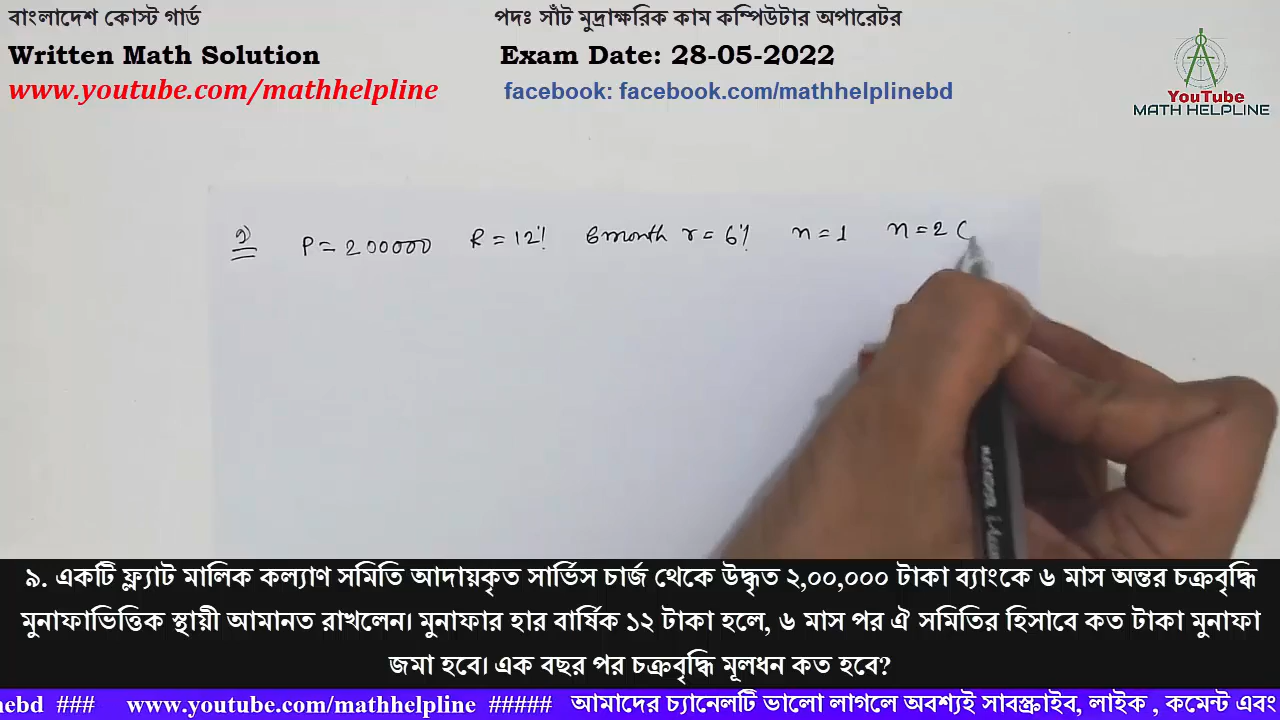 বাংলাদেশ কোস্ট গার্ড
পদঃ সাঁট মুদ্রাক্ষরিক কাম কম্পিউটার অপারেটর
Written Math Solution
Exam Date: 28-05-2022
www.youtube.com/mathhelpline
facebook: facebook.com/mathhelplinebd
YouTube
MATH HELPLINE
9) P = 200000 R = 12% 6 month r = 6% n = 1 n = 2 (
৯. একটি ফ্ল্যাট মালিক কল্যাণ সমিতি আদায়কৃত সার্ভিস চার্জ থেকে উদ্ধৃত ২,০০,০০০ টাকা ব্যাংকে ৬ মাস অন্তর চক্রবৃদ্ধি
মুনাফাভিত্তিক স্থায়ী আমানত রাখলেন। মুনাফার হার বার্ষিক ১২ টাকা হলে, ৬ মাস পর ঐ সমিতির হিসাবে কত টাকা মুনাফা
জমা হবে। এক বছর পর চক্রবৃদ্ধি মূলধন কত হবে?
nebd ### www.youtube.com/mathhelpline ##### আমাদের চ্যানেলটি ভালো লাগলে অবশ্যই সাবস্ক্রাইব, লাইক , কমেন্ট এবং